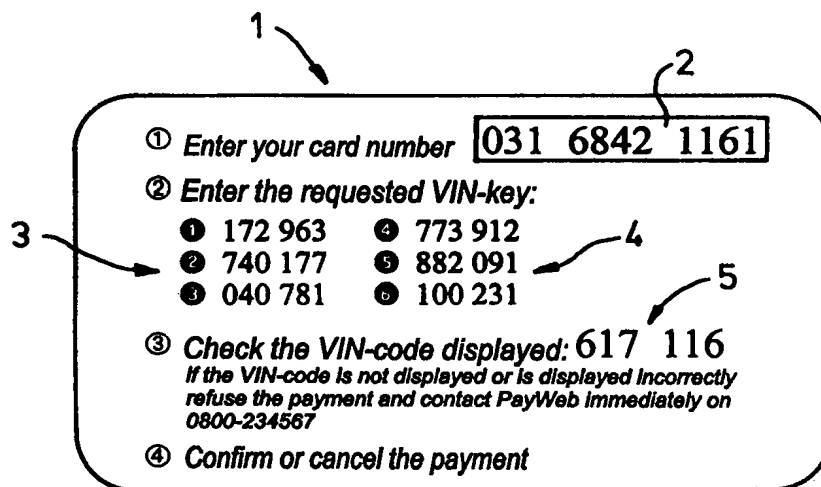 1
2
① Enter your card number 031 6842 1161
② Enter the requested VIN-key:
❶ 172 963 ❹ 773 912
3 ❷ 740 177 ❺ 882 091 4
❸ 040 781 ❻ 100 231
5
③ Check the VIN-code displayed: 617 116
If the VIN-code is not displayed or is displayed incorrectly
refuse the payment and contact PayWeb immediately on
0800-234567
④ Confirm or cancel the payment